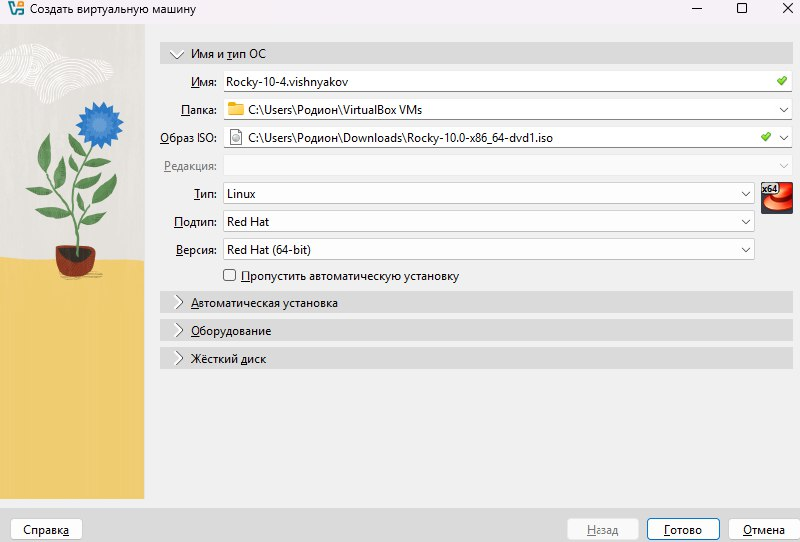 Создать виртуальную машину
Имя и тип ОС
Имя: Rocky-10-4.vishnyakov
Папка: C:\Users\Родион\VirtualBox VMs
Образ ISO: C:\Users\Родион\Downloads\Rocky-10.0-x86_64-dvd1.iso
Редакция:
Тип: Linux
x64
Подтип: Red Hat
Версия: Red Hat (64-bit)
Пропустить автоматическую установку
Автоматическая установка
Оборудование
Жёсткий диск
Справка Назад Готово Отмена